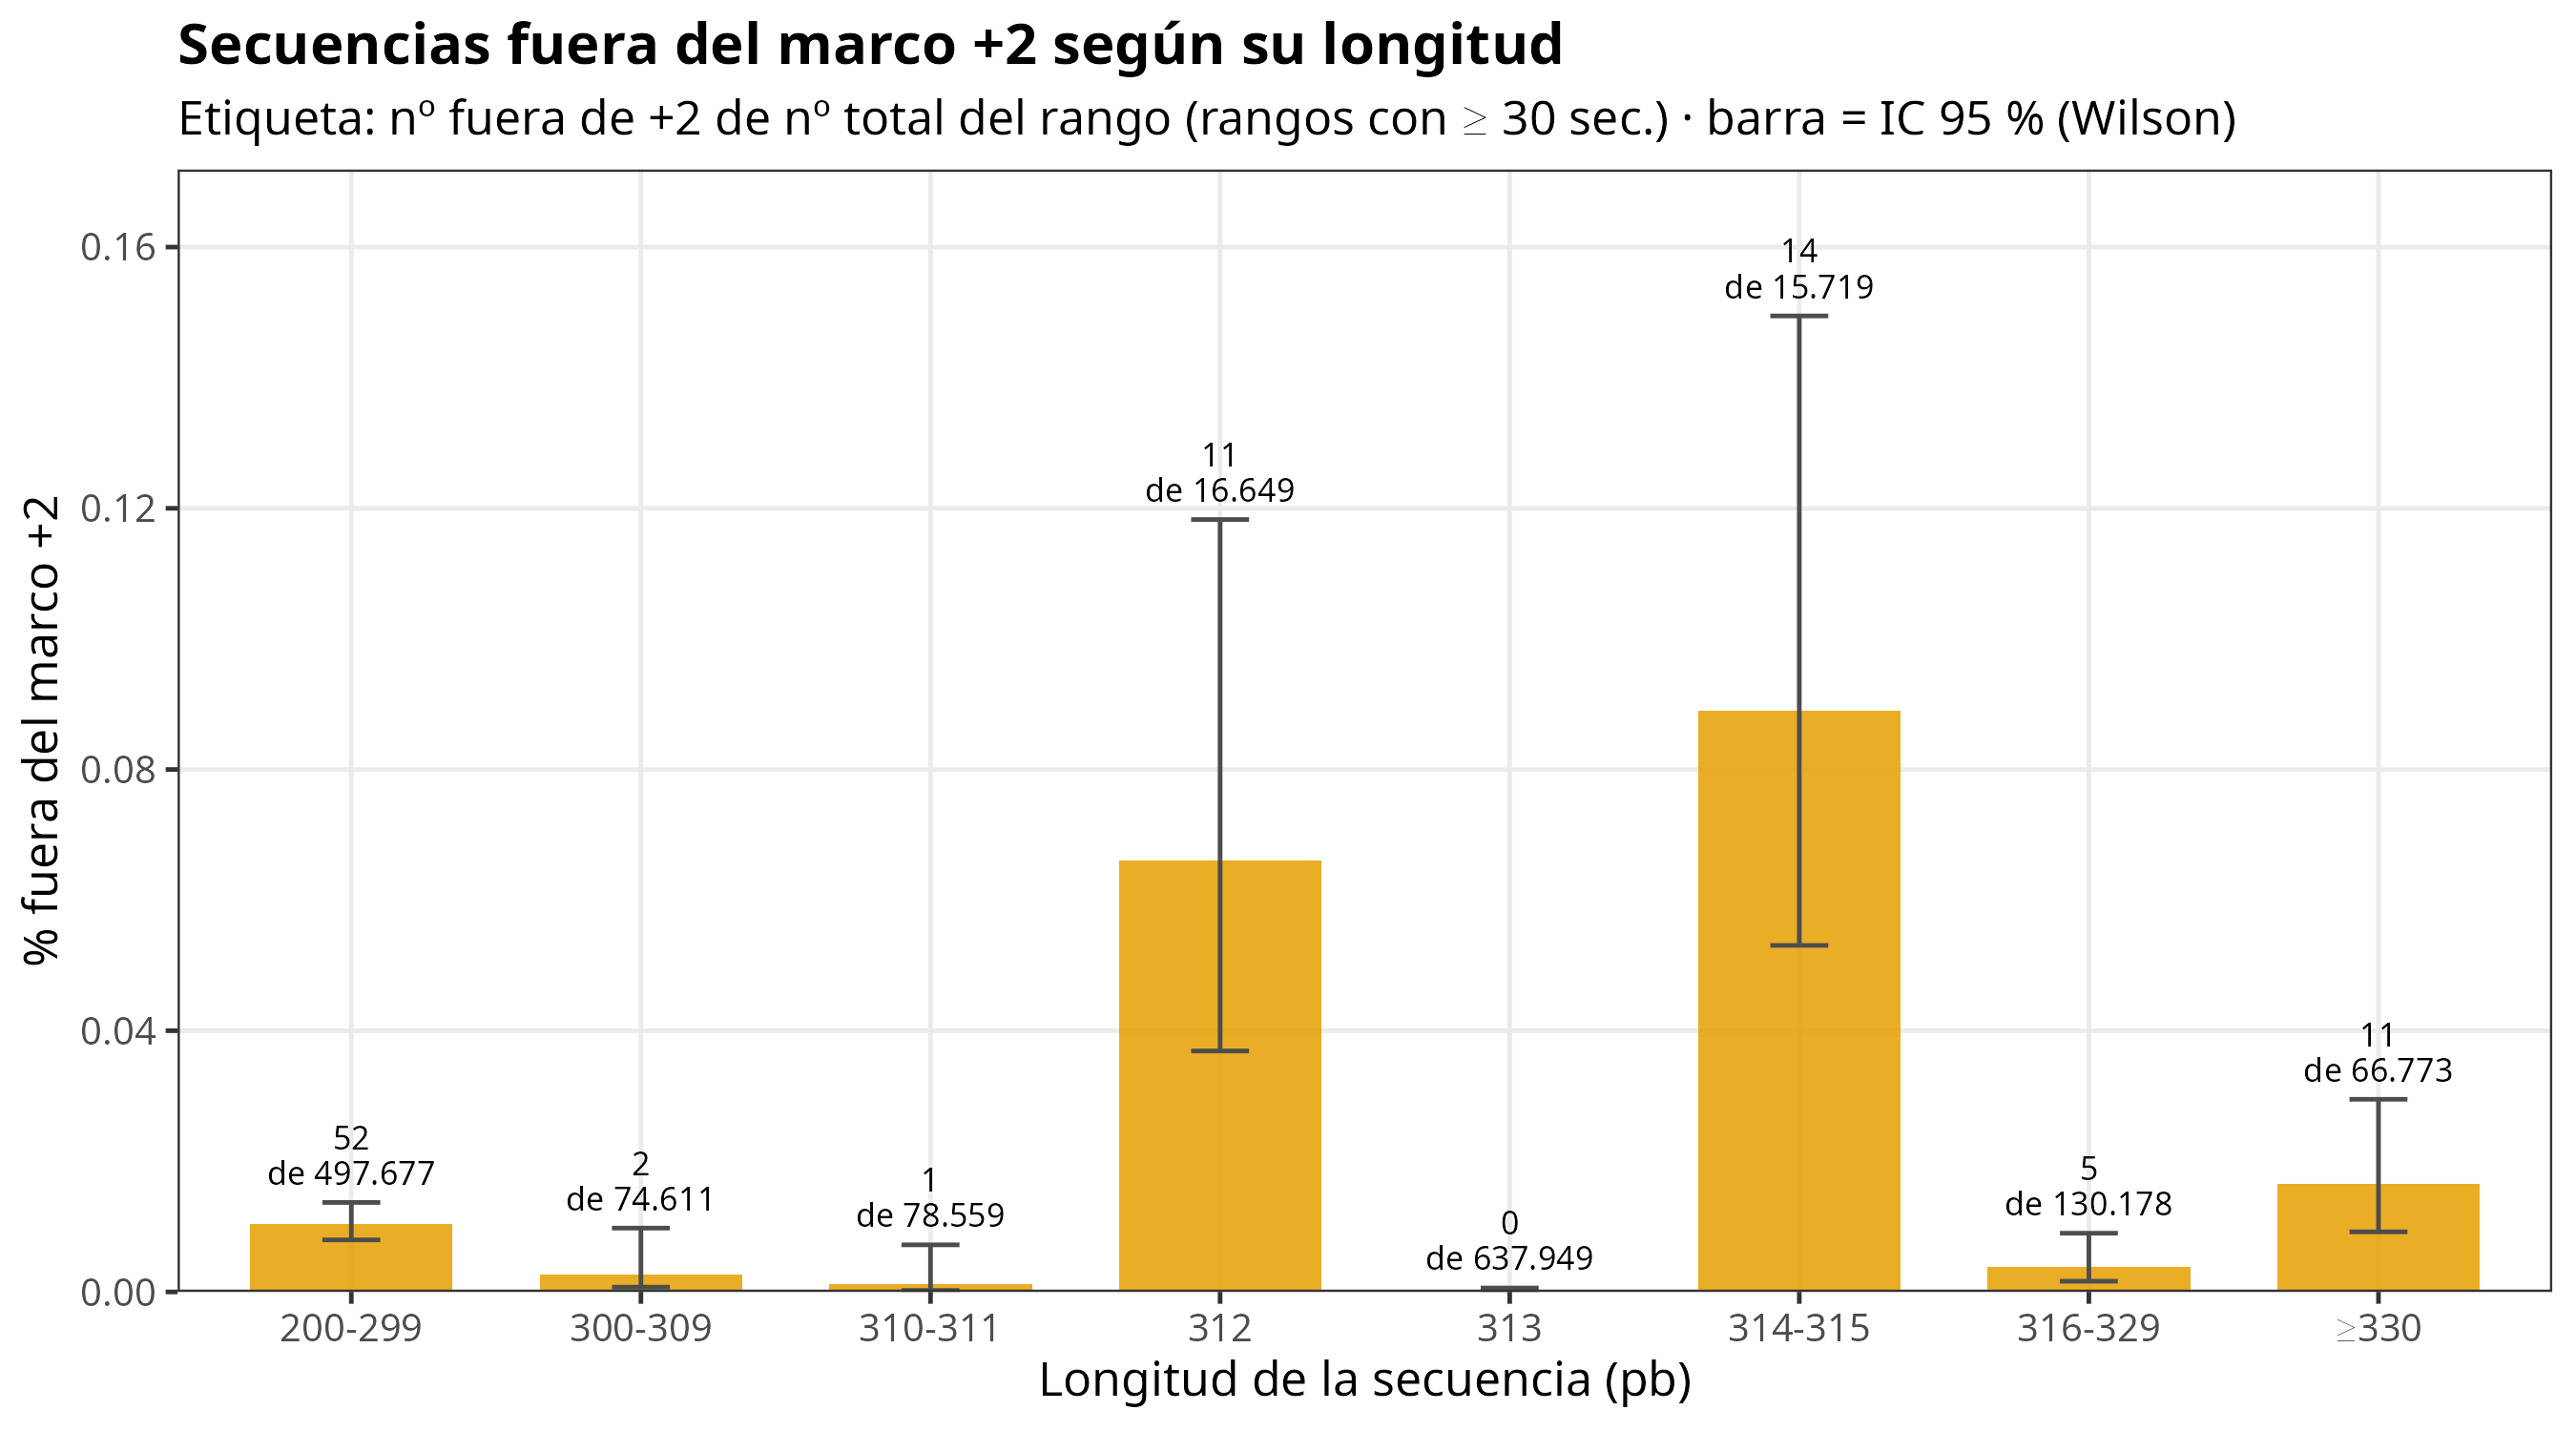 Secuencias fuera del marco +2 según su longitud
Etiqueta: nº fuera de +2 de nº total del rango (rangos con ≥ 30 sec.) · barra = IC 95 % (Wilson)
% fuera del marco +2
0.16
0.12
0.08
0.04
0.00
52
de 497.677
2
de 74.611
1
de 78.559
11
de 16.649
0
de 637.949
14
de 15.719
5
de 130.178
11
de 66.773
200-299
300-309
310-311
312
313
314-315
316-329
≥330
Longitud de la secuencia (pb)